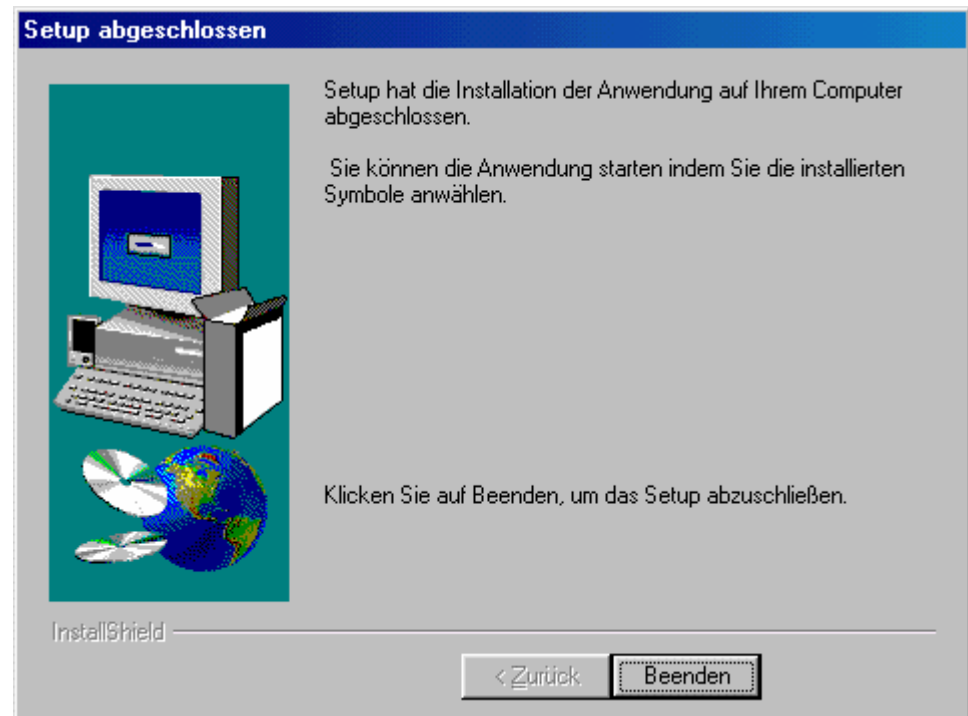 Setup abgeschlossen
Setup hat die Installation der Anwendung auf Ihrem Computer
abgeschlossen.
Sie können die Anwendung starten indem Sie die installierten
Symbole anwählen.
Klicken Sie auf Beenden, um das Setup abzuschließen.
InstallShield
< Zurück
Beenden